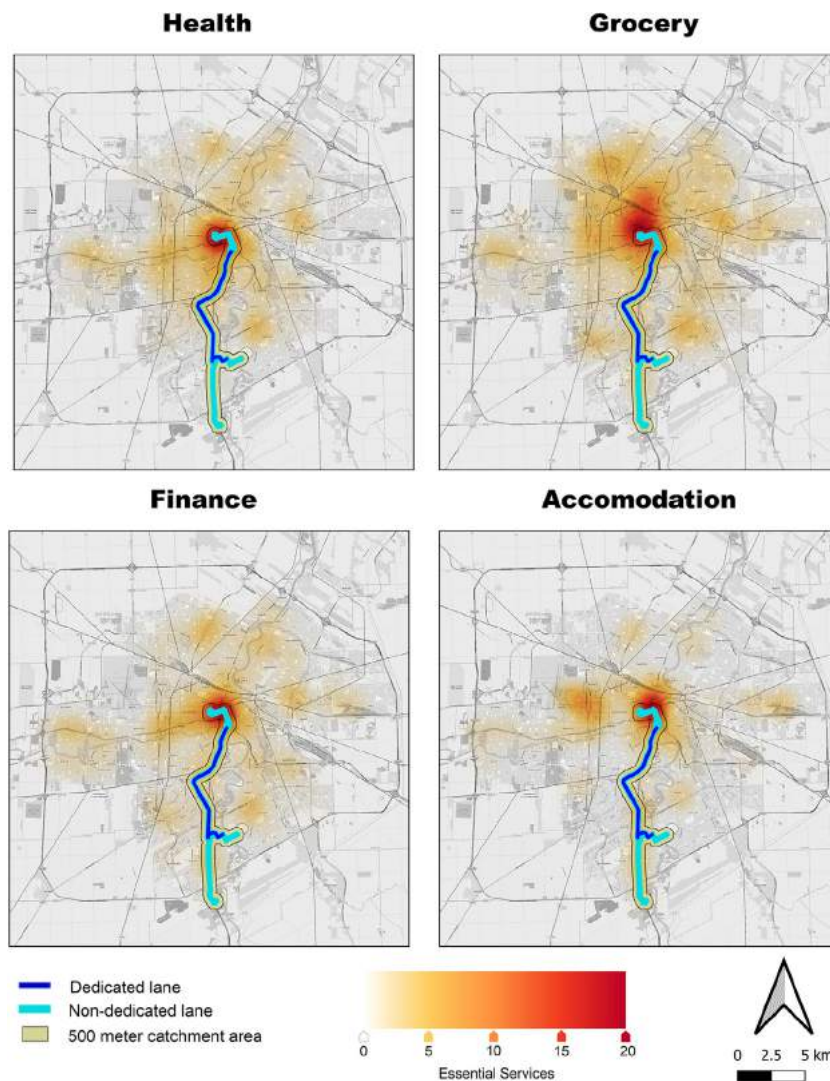 Health
Grocery
Finance
Accomodation
Dedicated lane
Non-dedicated lane
500 meter catchment area
0 5 10 15 20
Essential Services
0 2.5 5 km